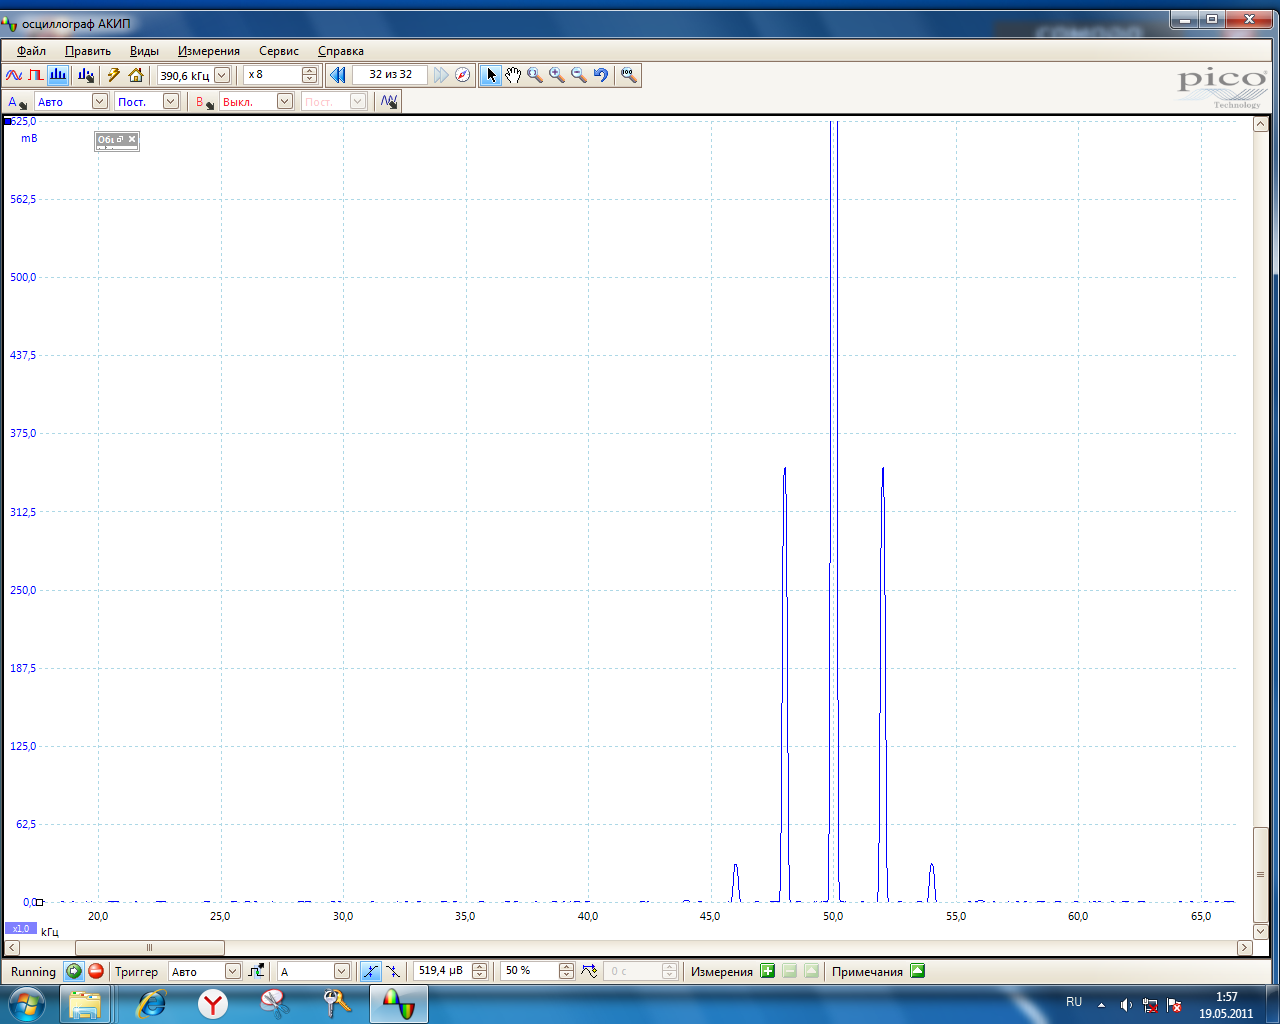 осциллограф АКИП
Файл Править Виды Измерения Сервис Справка
390,6 кГц x 8 32 из 32
pico
Technology
A Авто Пост. B Выкл. Пост.
625,0
мВ
562,5
500,0
437,5
375,0
312,5
250,0
187,5
125,0
62,5
0,0
20,0 25,0 30,0 35,0 40,0 45,0 50,0 55,0 60,0 65,0
x1,0 кГц
Running Триггер Авто A 519,4 µВ 50 % 0 с Измерения Примечания
RU 1:57
19.05.2011